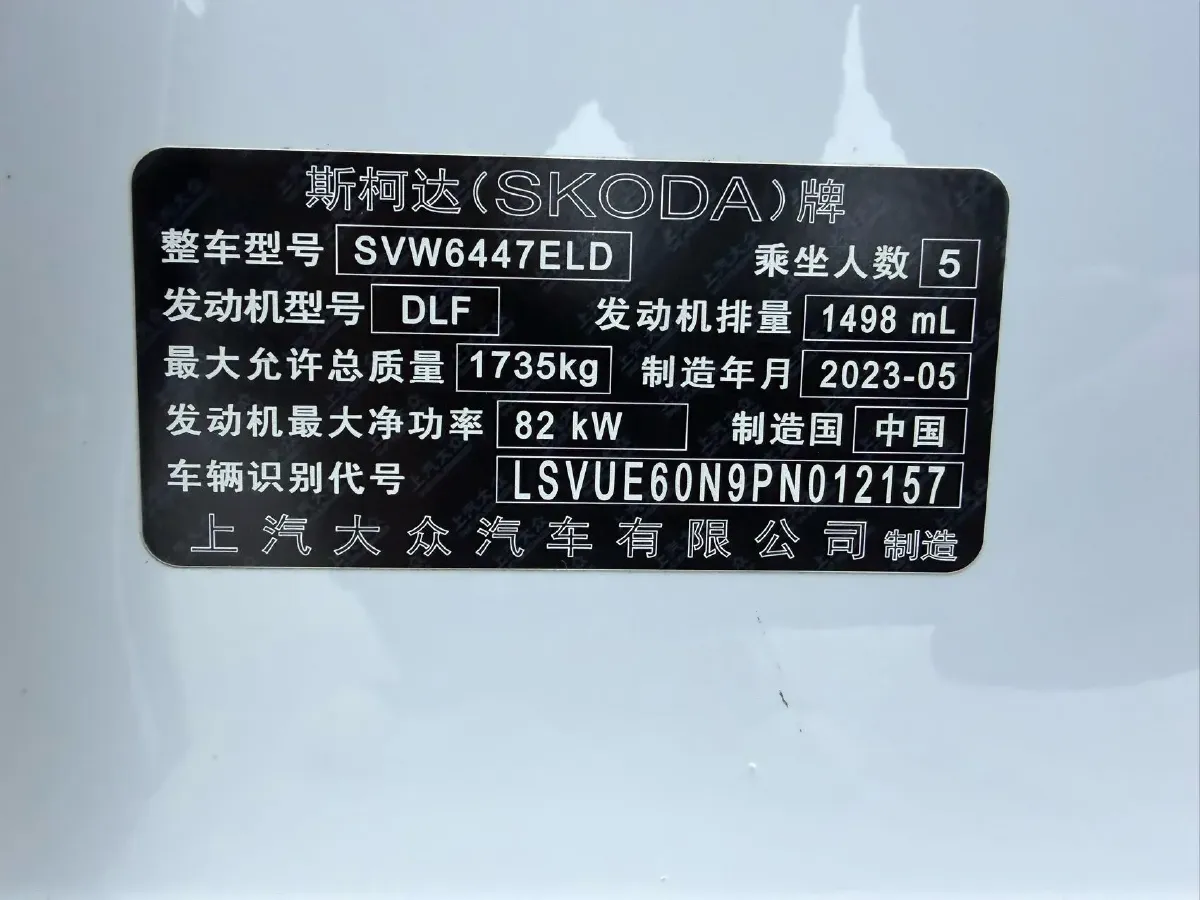 斯柯达(SKODA)牌
整车型号 SVW6447ELD 乘坐人数 5
发动机型号 DLF 发动机排量 1498 mL
最大允许总质量 1735kg 制造年月 2023-05
发动机最大净功率 82 kW 制造国 中国
车辆识别代号 LSVUE60N9PN012157
上汽大众汽车有限公司 制造